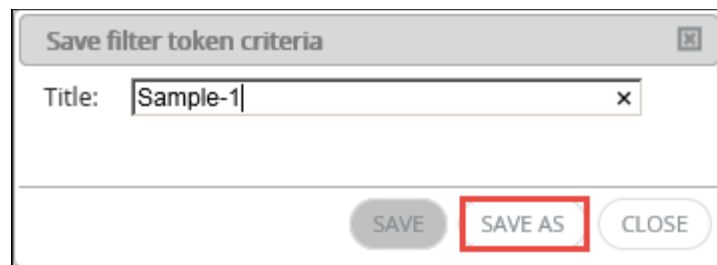 Save filter token criteria
Title: Sample-1
SAVE SAVE AS CLOSE